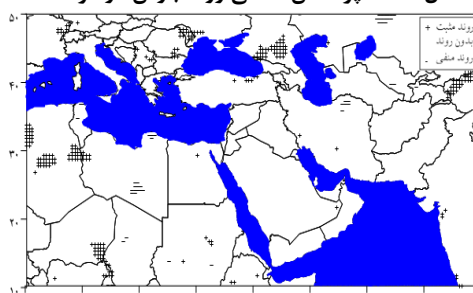 + روند مثبت
بدون روند
- روند منفی
۵۰
۴۰
۳۰
۲۰
۱۰